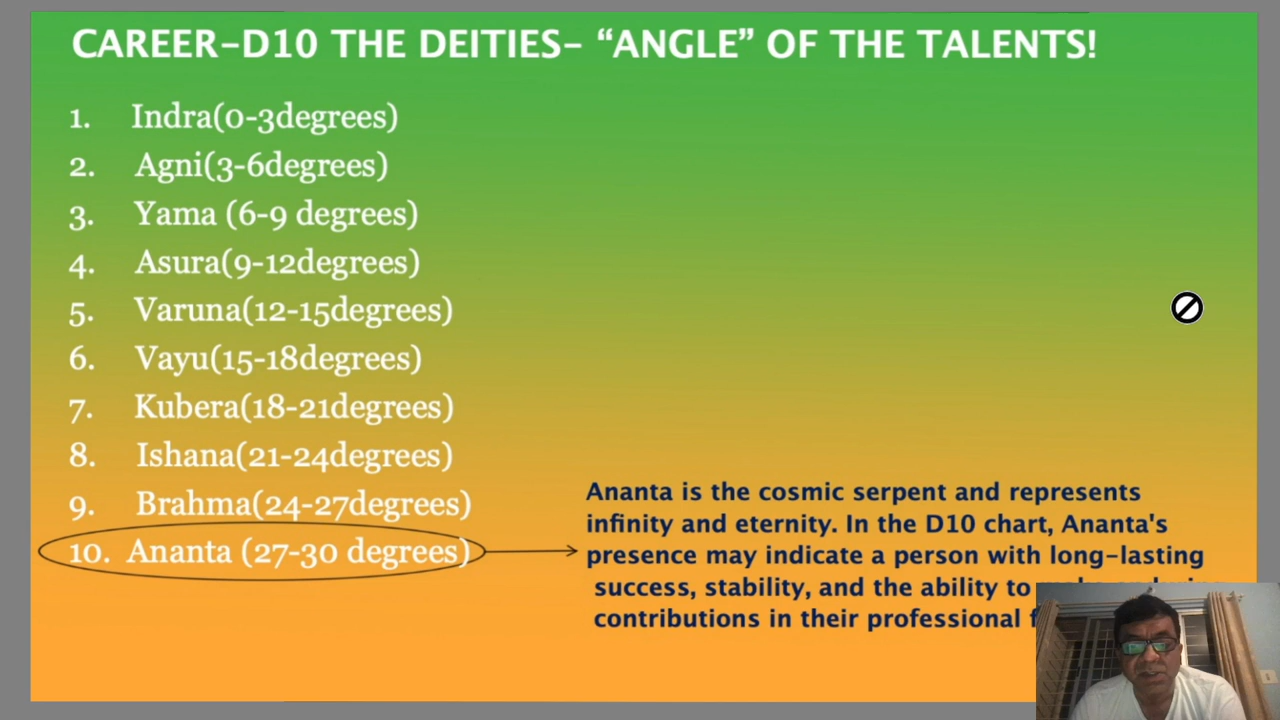 CAREER-D10 THE DEITIES- “ANGLE” OF THE TALENTS!
1. Indra(0-3degrees)
2. Agni(3-6degrees)
3. Yama (6-9 degrees)
4. Asura(9-12degrees)
5. Varuna(12-15degrees)
6. Vayu(15-18degrees)
7. Kubera(18-21degrees)
8. Ishana(21-24degrees)
9. Brahma(24-27degrees)
10. Ananta (27-30 degrees)
Ananta is the cosmic serpent and represents
infinity and eternity. In the D10 chart, Ananta's
presence may indicate a person with long-lasting
success, stability, and the ability to
contributions in their professional